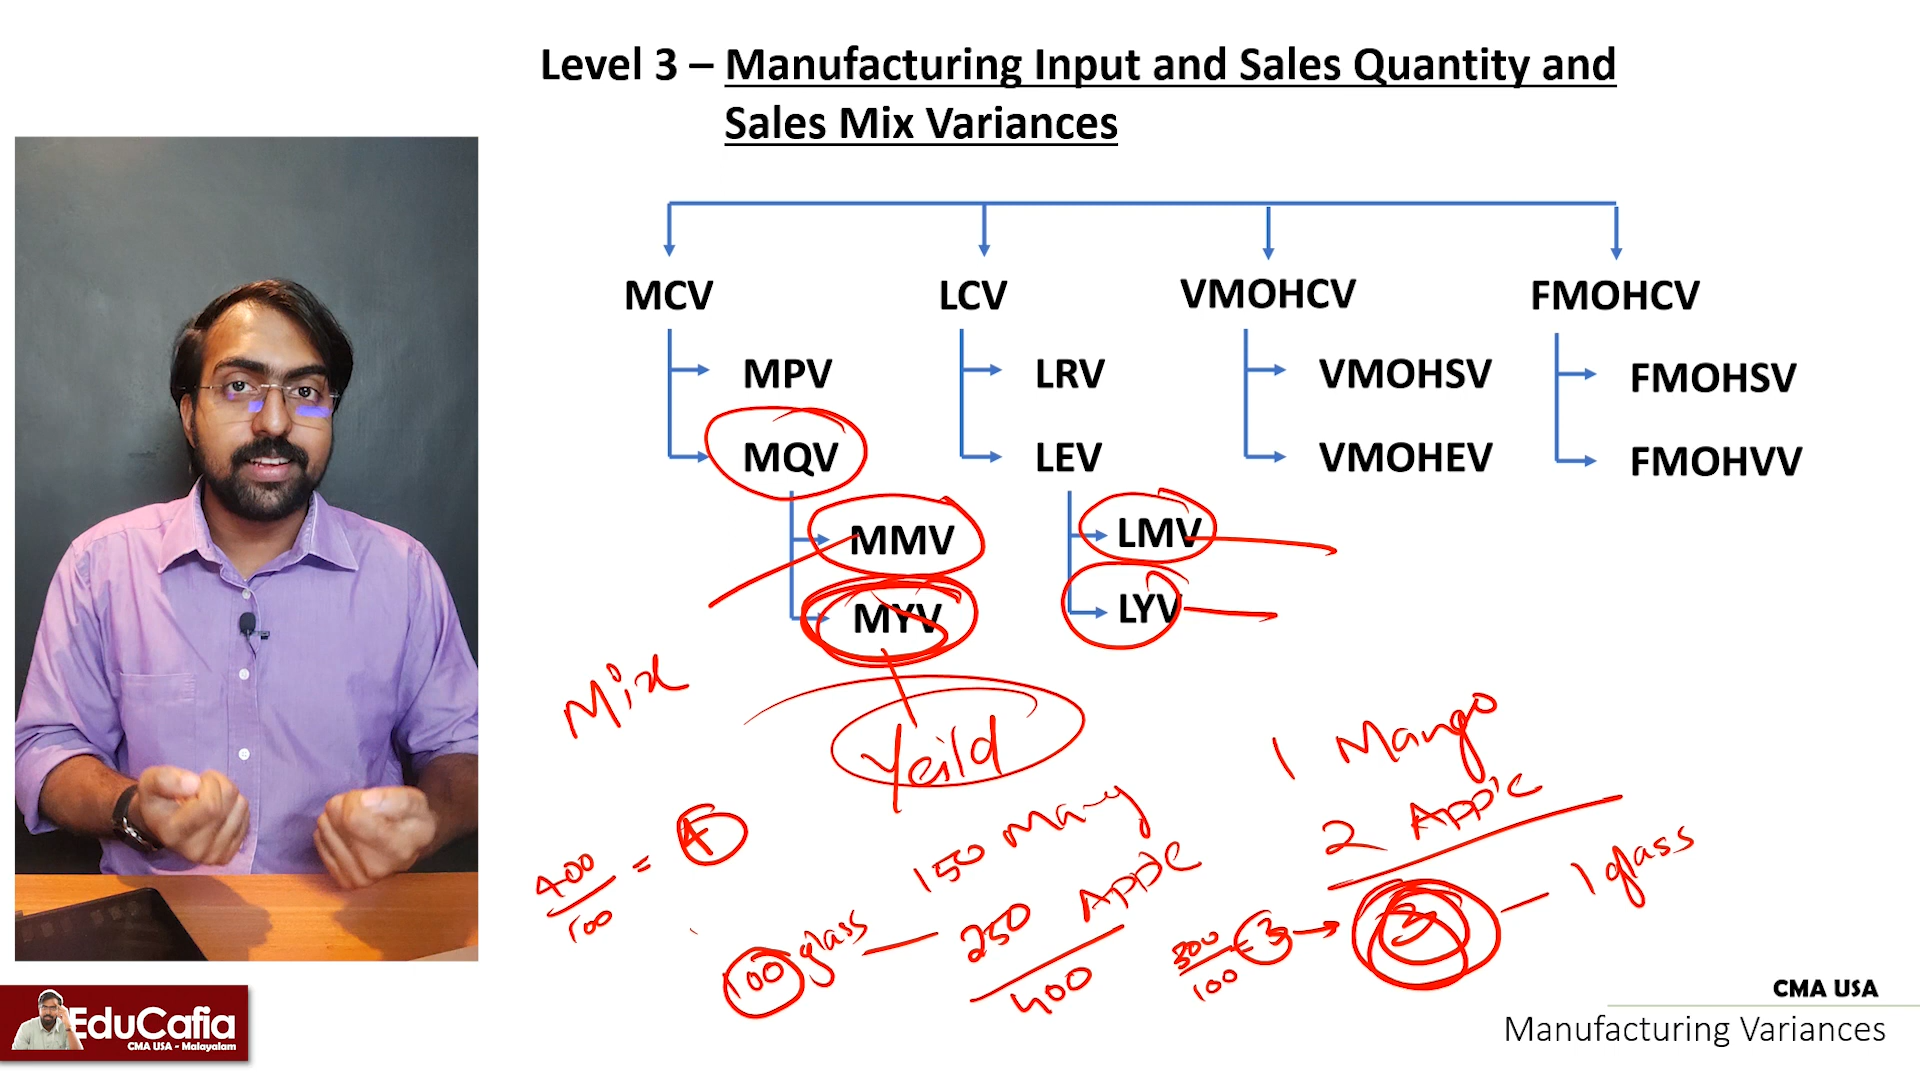 Level 3 – Manufacturing Input and Sales Quantity and
Sales Mix Variances
MCV LCV VMOHCV FMOHCV
MPV LRV VMOHSV FMOHSV
MQV LEV VMOHEV FMOHVV
MMV LMV
MYV LYV
Mix
Yeild
1 Mango
2 Apple
3 – 1 glass
300/100 = 3 →
150 Mang
100 glass — 250 Apple
400
400/100 = 4
EduCafia
CMA USA - Malayalam
CMA USA
Manufacturing Variances